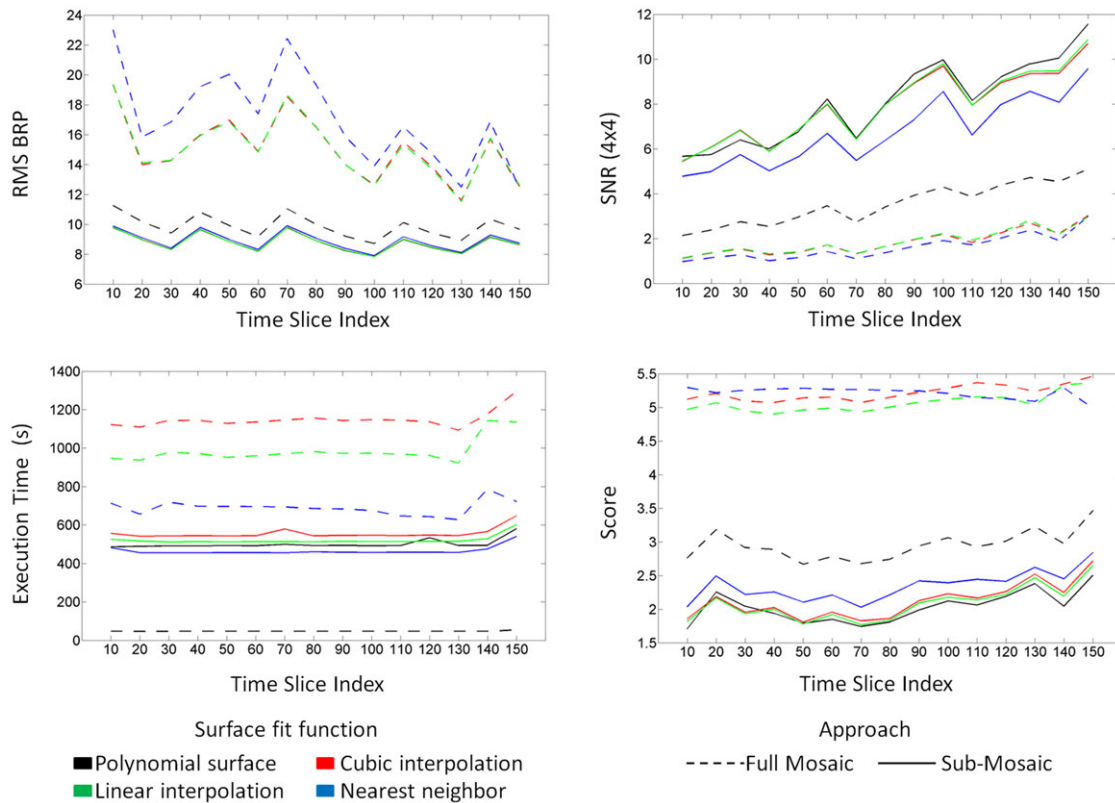 24
22
20
18
16
14
12
10
8
6
RMS BRP
10 20 30 40 50 60 70 80 90 100 110 120 130 140 150
Time Slice Index
12
10
8
6
4
2
0
SNR (4x4)
10 20 30 40 50 60 70 80 90 100 110 120 130 140 150
Time Slice Index
1400
1200
1000
800
600
400
200
0
Execution Time (s)
10 20 30 40 50 60 70 80 90 100 110 120 130 140 150
Time Slice Index
5.5
5
4.5
4
3.5
3
2.5
2
1.5
Score
10 20 30 40 50 60 70 80 90 100 110 120 130 140 150
Time Slice Index
Surface fit function
Polynomial surface
Cubic interpolation
Linear interpolation
Nearest neighbor
Approach
Full Mosaic
Sub-Mosaic